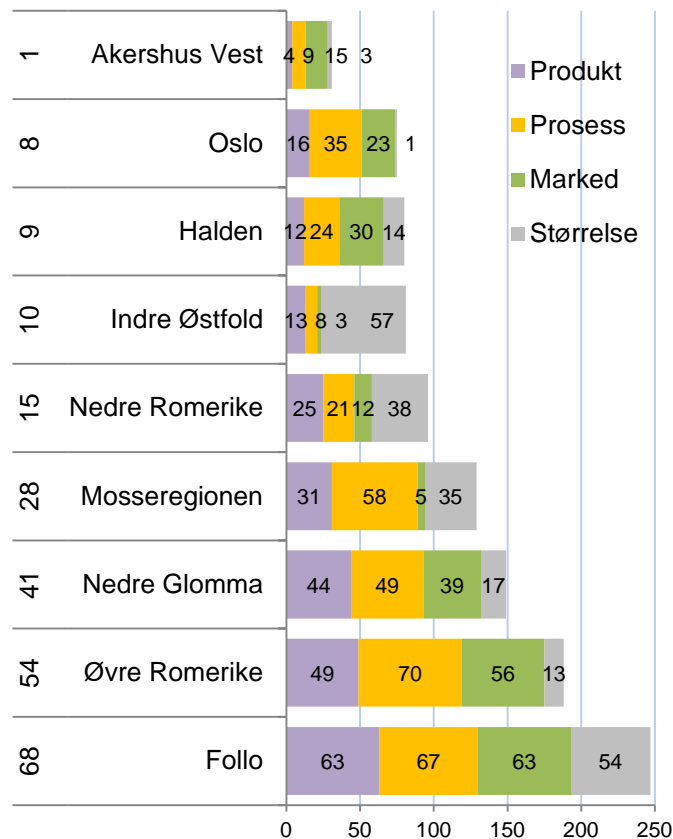 1 Akershus Vest 4 9 15 3
Produkt
Prosess
Marked
Størrelse
8 Oslo 16 35 23 1
9 Halden 12 24 30 14
10 Indre Østfold 13 8 3 57
15 Nedre Romerike 25 21 12 38
28 Mosseregionen 31 58 5 35
41 Nedre Glomma 44 49 39 17
54 Øvre Romerike 49 70 56 13
68 Follo 63 67 63 54
0 50 100 150 200 250